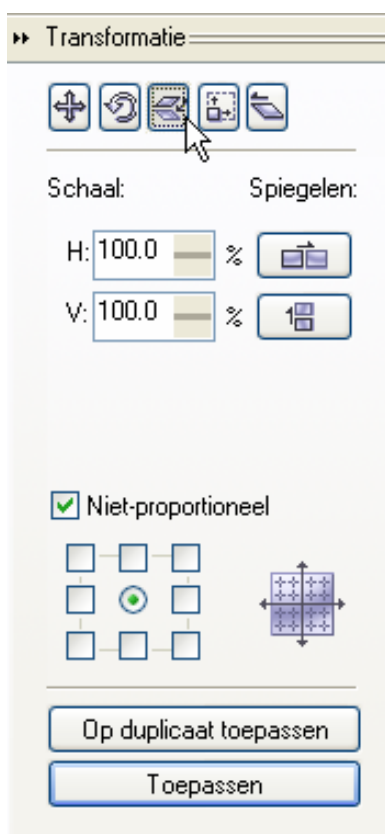 Transformatie
Schaal: Spiegelen:
H: 100.0 %
V: 100.0 %
Niet-proportioneel
Op duplicaat toepassen
Toepassen